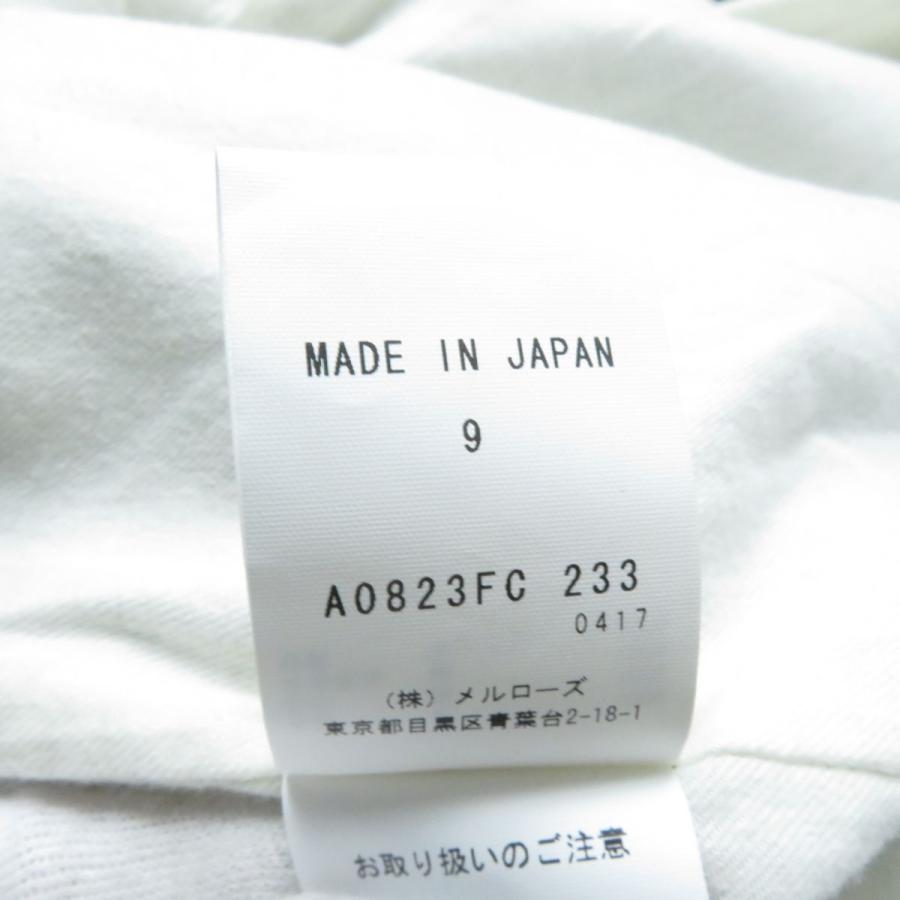 MADE IN JAPAN
9
A0823FC 233
0417
(株) メルローズ
東京都目黒区青葉台2-18-1
お取り扱いのご注意